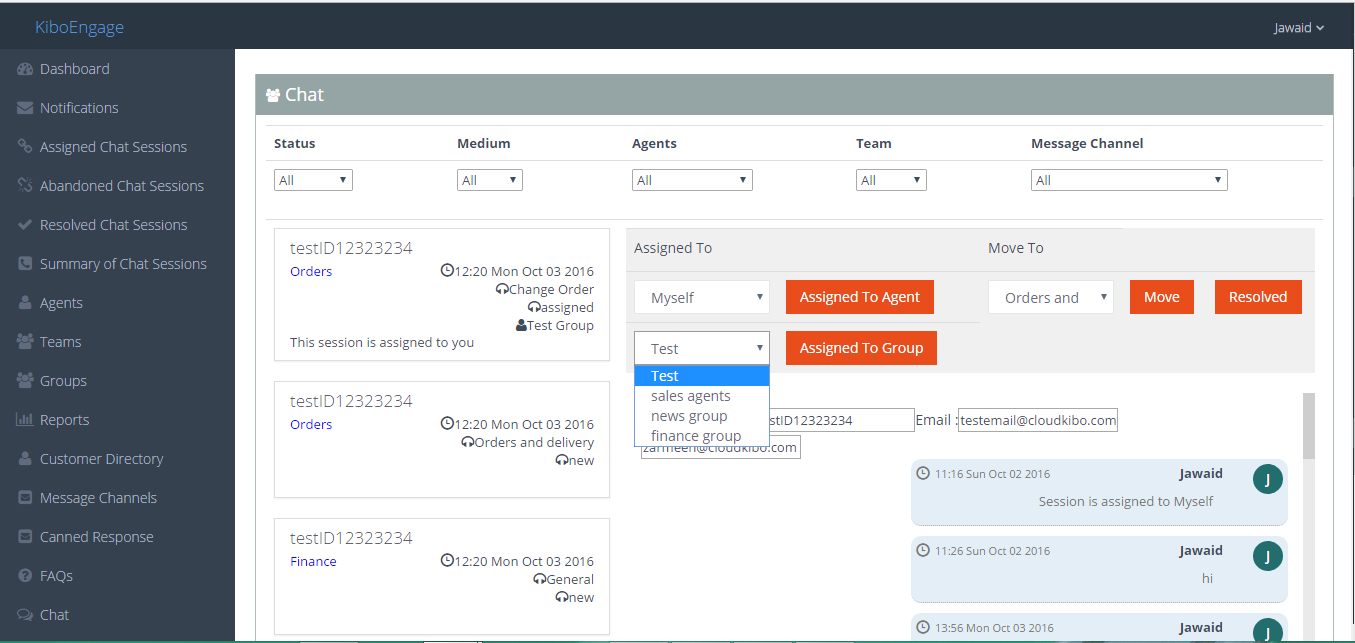 KiboEngage
Jawaid
Dashboard
Notifications
Assigned Chat Sessions
Abandoned Chat Sessions
Resolved Chat Sessions
Summary of Chat Sessions
Agents
Teams
Groups
Reports
Customer Directory
Message Channels
Canned Response
FAQs
Chat
Chat
Status Medium Agents Team Message Channel
All All All All All
testID12323234
Orders 12:20 Mon Oct 03 2016
Change Order
assigned
Test Group
This session is assigned to you
testID12323234
Orders 12:20 Mon Oct 03 2016
Orders and delivery
new
testID12323234
Finance 12:20 Mon Oct 03 2016
General
new
Assigned To Move To
Myself Assigned To Agent Orders and Move Resolved
Test Assigned To Group
Test
sales agents
news group
finance group
stID12323234 Email : testemail@cloudkibo.com
zarmeen@cloudkibo.com
11:16 Sun Oct 02 2016 Jawaid J
Session is assigned to Myself
11:26 Sun Oct 02 2016 Jawaid J
hi
13:56 Mon Oct 03 2016 Jawaid J